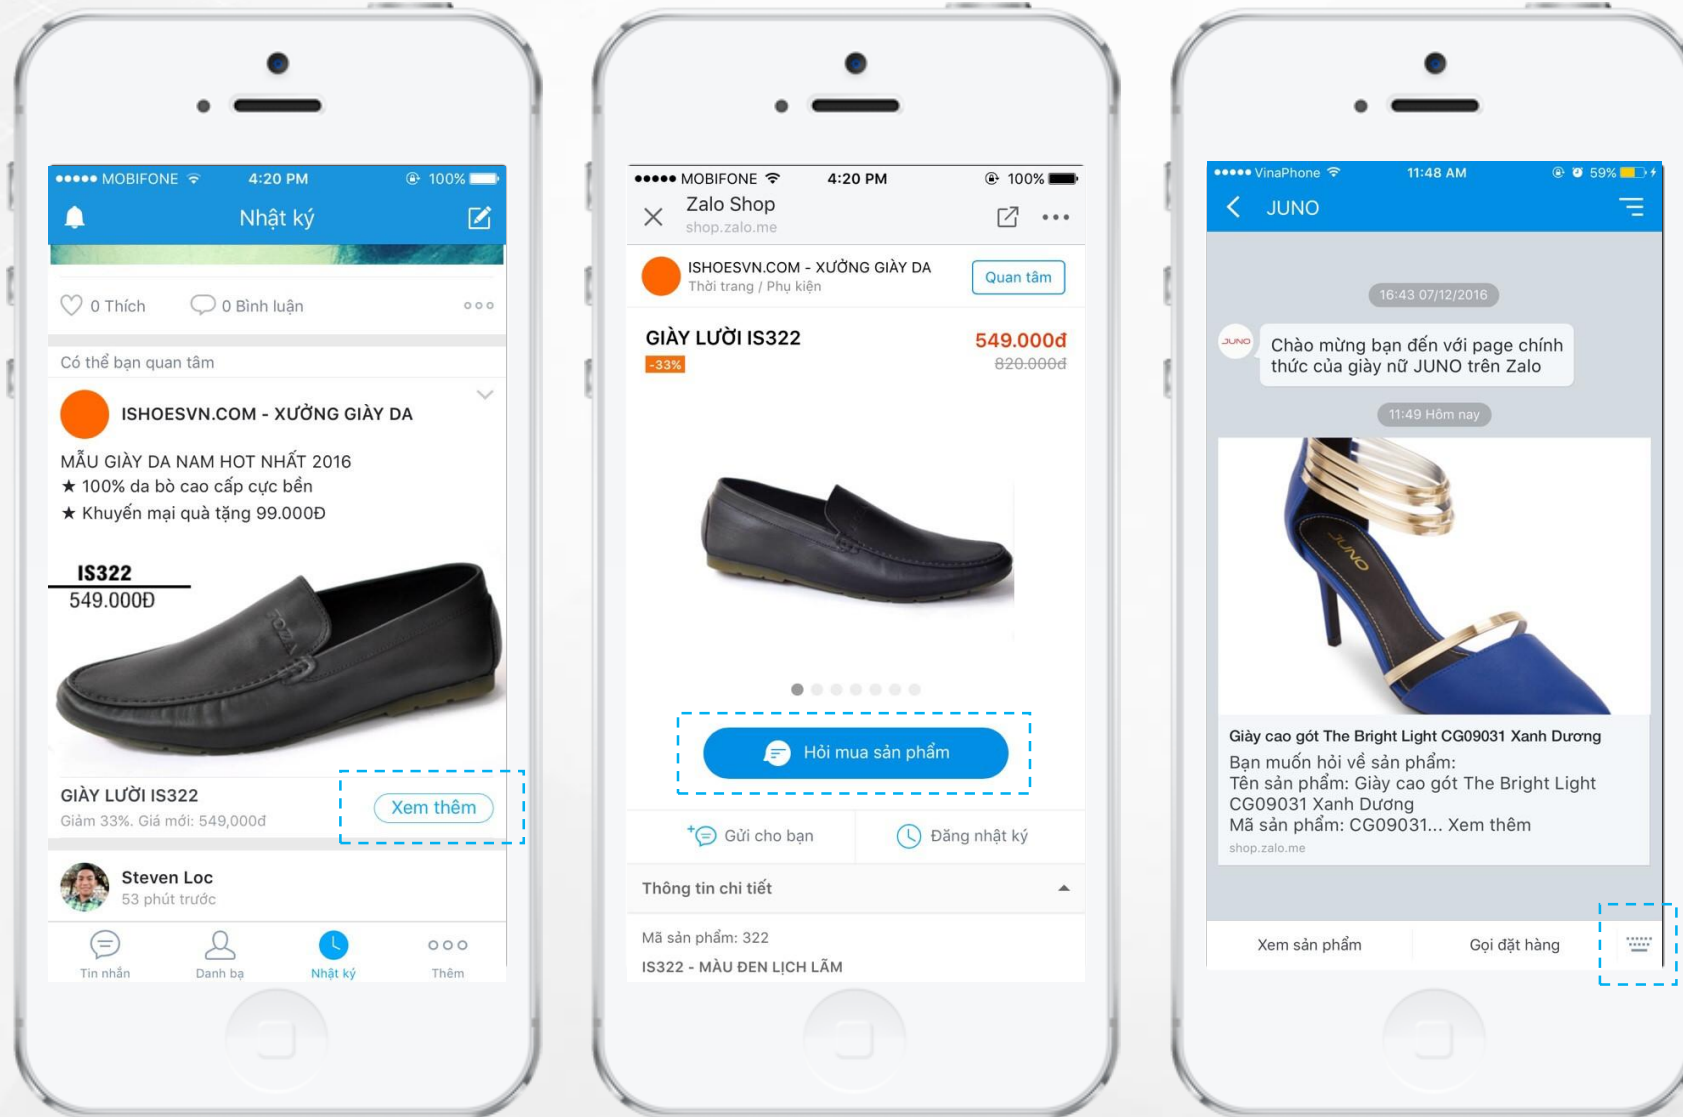 MOBIFONE 4:20 PM 100%
Nhật ký
0 Thích 0 Bình luận
Có thể bạn quan tâm
ISHOESVN.COM - XƯỞNG GIÀY DA
MẪU GIÀY DA NAM HOT NHẤT 2016
★ 100% da bò cao cấp cực bền
★ Khuyến mại quà tặng 99.000Đ
IS322
549.000Đ
GIÀY LƯỜI IS322
Giảm 33%. Giá mới: 549,000đ
Xem thêm
Steven Loc
53 phút trước
Tin nhắn Danh bạ Nhật ký Thêm
MOBIFONE 4:20 PM 100%
Zalo Shop
shop.zalo.me
ISHOESVN.COM - XƯỞNG GIÀY DA
Thời trang / Phụ kiện
Quan tâm
GIÀY LƯỜI IS322 549.000đ
-33% 820.000đ
Hỏi mua sản phẩm
Gửi cho bạn Đăng nhật ký
Thông tin chi tiết
Mã sản phẩm: 322
IS322 - MÀU ĐEN LỊCH LÃM
VinaPhone 11:48 AM 59%
JUNO
16:43 07/12/2016
JUNO
Chào mừng bạn đến với page chính
thức của giày nữ JUNO trên Zalo
11:49 Hôm nay
JUNO
Giày cao gót The Bright Light CG09031 Xanh Dương
Bạn muốn hỏi về sản phẩm:
Tên sản phẩm: Giày cao gót The Bright Light
CG09031 Xanh Dương
Mã sản phẩm: CG09031... Xem thêm
shop.zalo.me
Xem sản phẩm Gọi đặt hàng